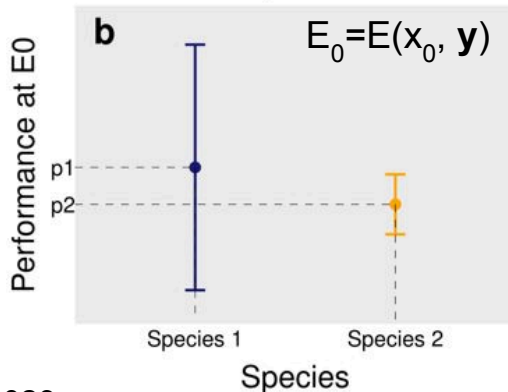 b
E₀=E(x₀, y)
Performance at E0
p1
p2
Species 1 Species 2
Species